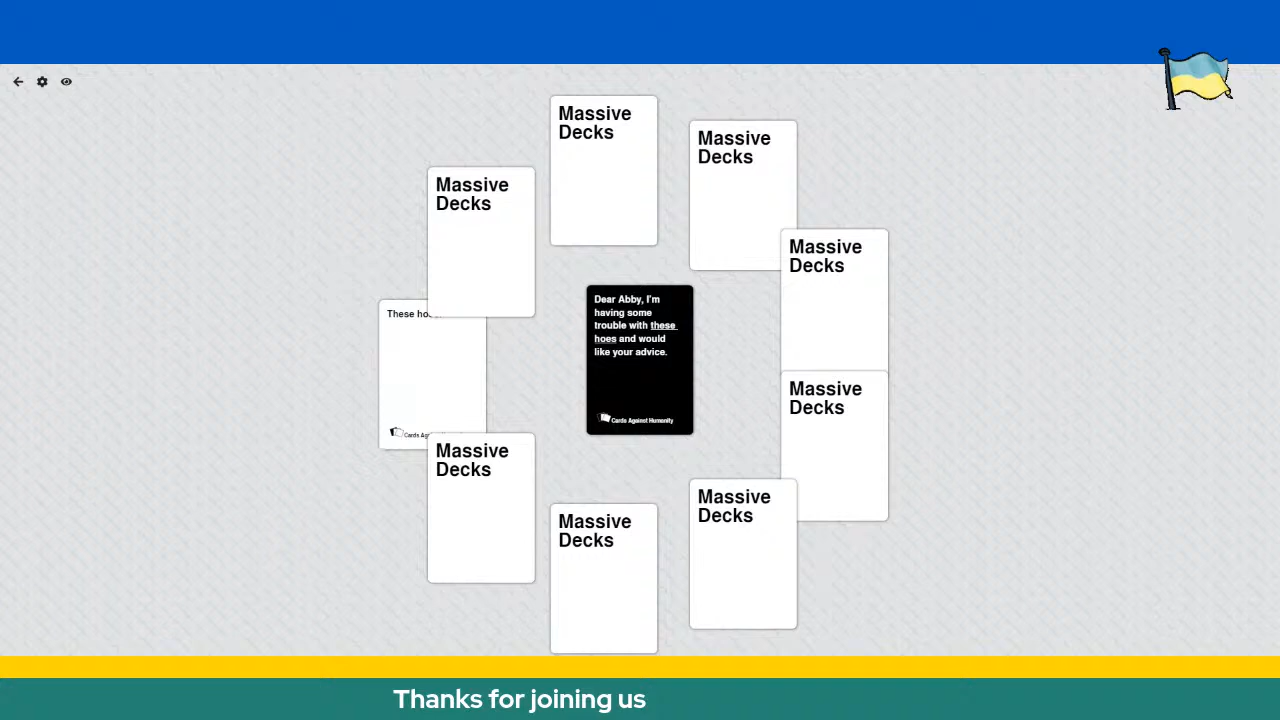 Massive
Decks
Massive
Decks
Massive
Decks
Massive
Decks
Dear Abby, I'm
having some
trouble with these
hoes and would
like your advice.
Cards Against Humanity
These
Massive
Decks
Cards
Massive
Decks
Massive
Decks
Massive
Decks
Thanks for joining us